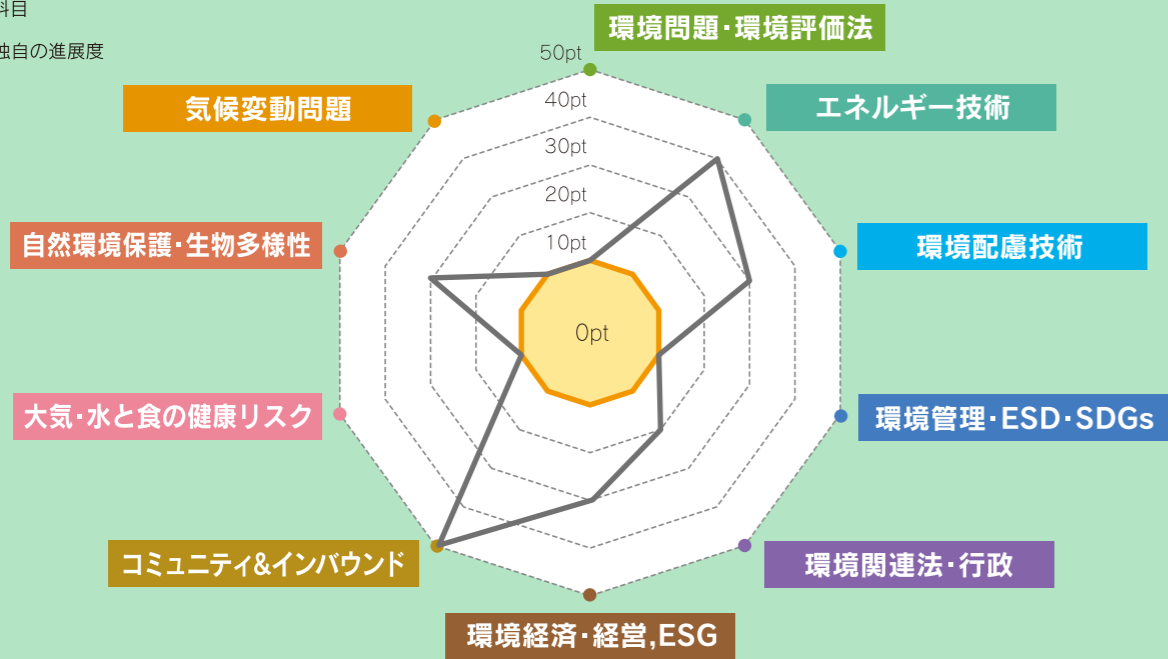 科目
独自の進展度
環境問題・環境評価法
50pt
エネルギー技術
気候変動問題
40pt
30pt
20pt
10pt
0pt
自然環境保護・生物多様性
環境配慮技術
大気・水と食の健康リスク
環境管理・ESD・SDGs
コミュニティ&インバウンド
環境関連法・行政
環境経済・経営,ESG